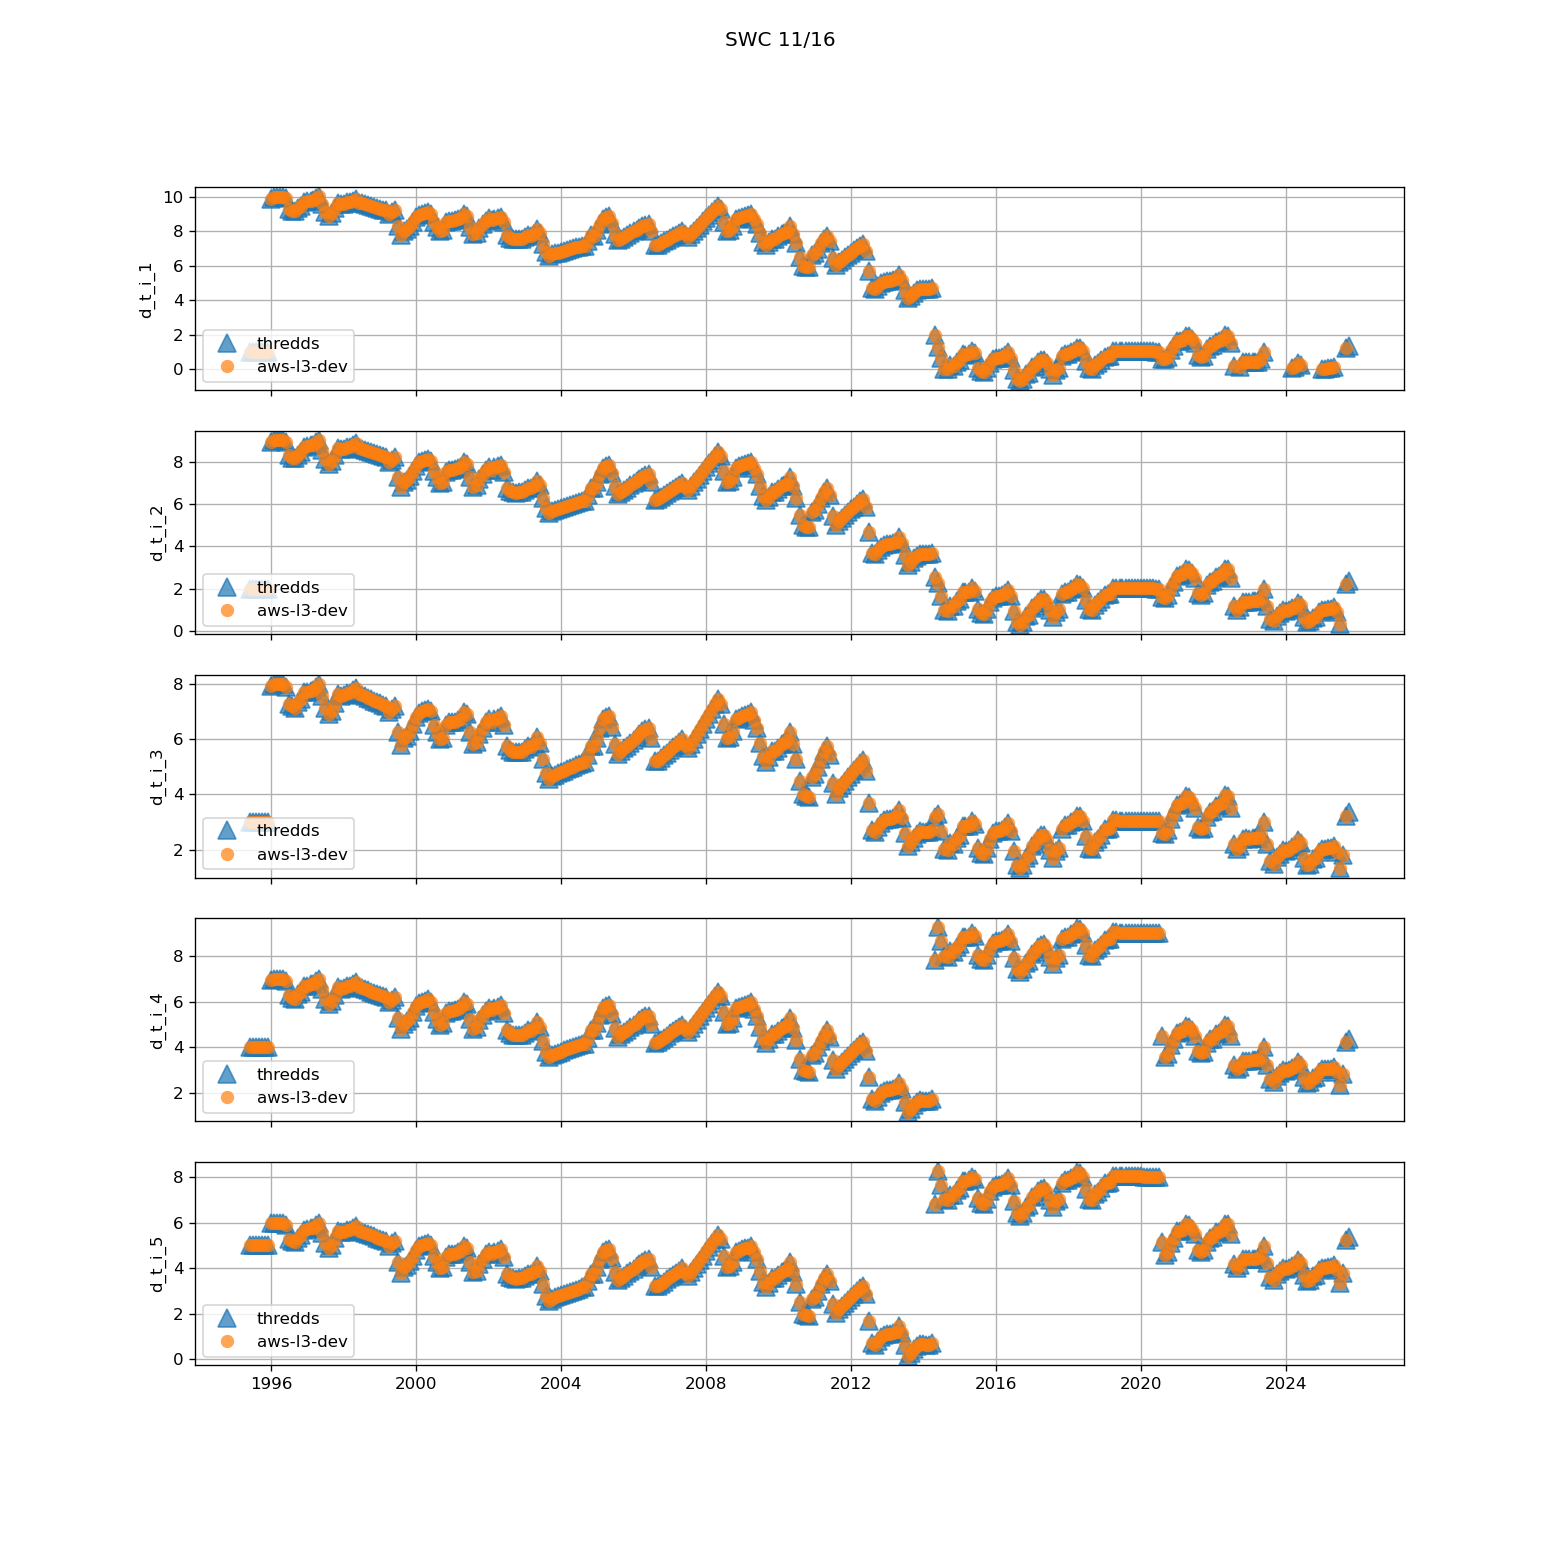 SWC 11/16
10
8
6
4
2
0
d_t_i_1
thredds
aws-l3-dev
8
6
4
2
0
d_t_i_2
thredds
aws-l3-dev
8
6
4
2
d_t_i_3
thredds
aws-l3-dev
8
6
4
2
d_t_i_4
thredds
aws-l3-dev
8
6
4
2
0
d_t_i_5
thredds
aws-l3-dev
1996 2000 2004 2008 2012 2016 2020 2024